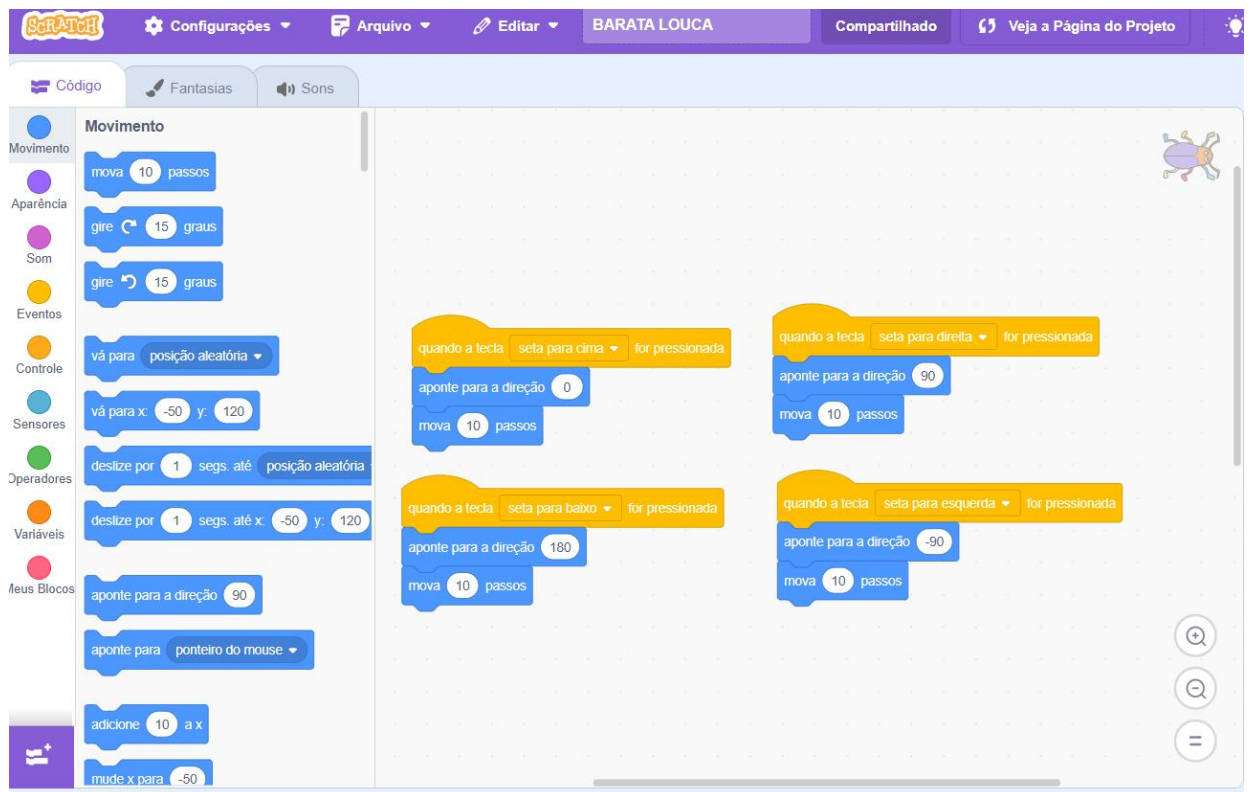 SCRATCH Configurações Arquivo Editar BARATA LOUCA Compartilhado Veja a Página do Projeto
Código Fantasias Sons
Movimento
Aparência
Som
Eventos
Controle
Sensores
Operadores
Variáveis
Meus Blocos
Movimento
mova 10 passos
gire 15 graus
gire 15 graus
vá para posição aleatória
vá para x: -50 y: 120
deslize por 1 segs. até posição aleatória
deslize por 1 segs. até x: -50 y: 120
aponte para a direção 90
aponte para ponteiro do mouse
adicione 10 a x
mude x para -50
quando a tecla seta para cima for pressionada
aponte para a direção 0
mova 10 passos
quando a tecla seta para direita for pressionada
aponte para a direção 90
mova 10 passos
quando a tecla seta para baixo for pressionada
aponte para a direção 180
mova 10 passos
quando a tecla seta para esquerda for pressionada
aponte para a direção -90
mova 10 passos